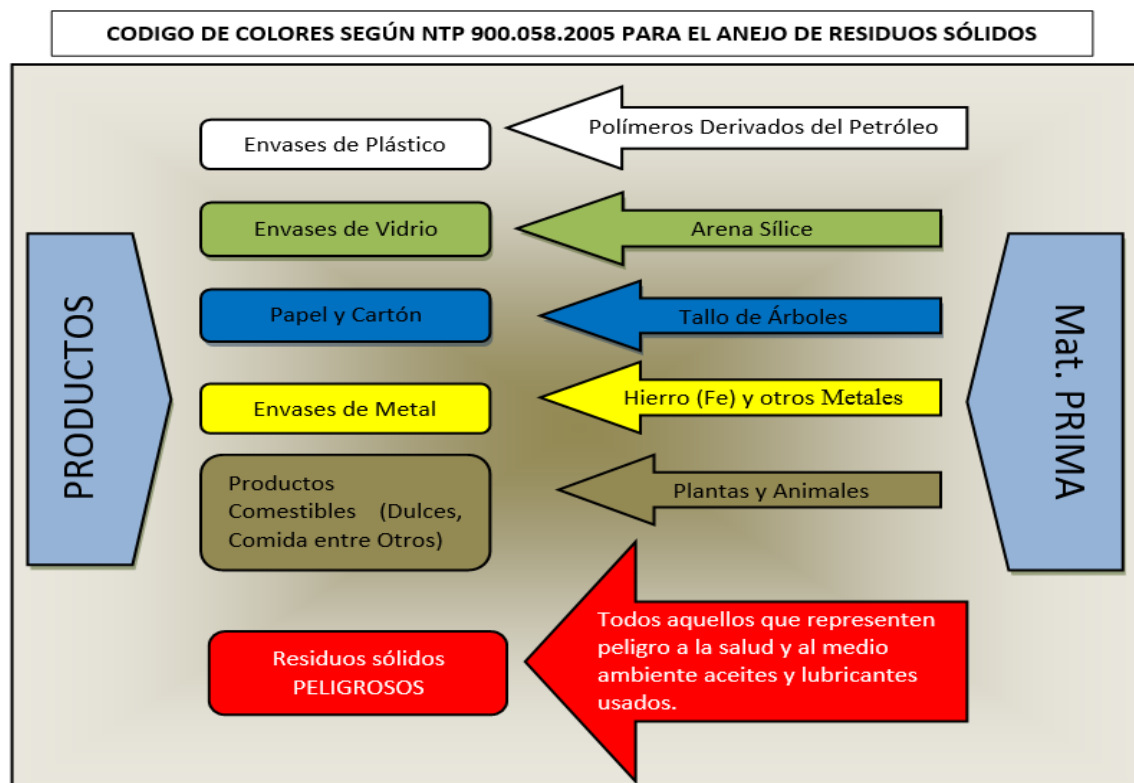 CODIGO DE COLORES SEGÚN NTP 900.058.2005 PARA EL ANEJO DE RESIDUOS SÓLIDOS
PRODUCTOS
Mat. PRIMA
Envases de Plástico
Polímeros Derivados del Petróleo
Envases de Vidrio
Arena Sílice
Papel y Cartón
Tallo de Árboles
Envases de Metal
Hierro (Fe) y otros Metales
Productos
Comestibles (Dulces,
Comida entre Otros)
Plantas y Animales
Residuos sólidos
PELIGROSOS
Todos aquellos que representen
peligro a la salud y al medio
ambiente aceites y lubricantes
usados.